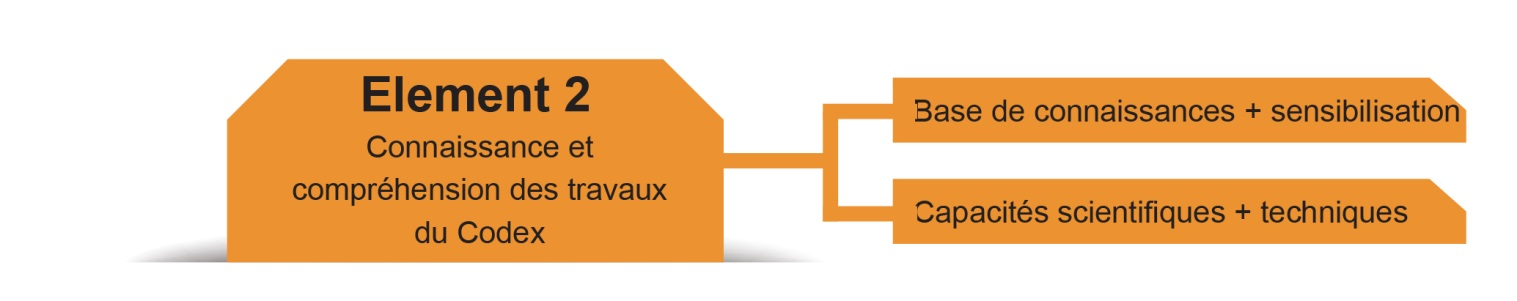 Element 2
Connaissance et
compréhension des travaux
du Codex
Base de connaissances + sensibilisation
Capacités scientifiques + techniques